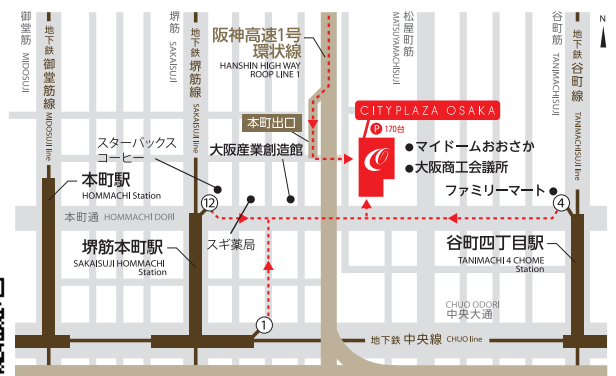 御堂筋 MIDOSUJI
地下鉄 御堂筋線 MIDOSUJI line
堺筋 SAKAISUJI
地下鉄 堺筋線 SAKAISUJI line
阪神高速1号
環状線
HANSHIN HIGH WAY
ROOP LINE 1
松屋町筋 MATSUYAMACHISUJI
谷町筋 TANIMACHISUJI
地下鉄 谷町線 TANIMACHISUJI line
N
CITYPLAZA OSAKA
P 170台
本町出口
スターバックス
コーヒー
大阪産業創造館
マイドームおおさか
大阪商工会議所
ファミリーマート
本町駅
HOMMACHI Station
12
4
本町通 HOMMACHI DORI
スギ薬局
堺筋本町駅
SAKAISUJI HOMMACHI
Station
谷町四丁目駅
TANIMACHI 4 CHOME
Station
CHUO ODORI
中央大通
1
地下鉄 中央線 CHUO line